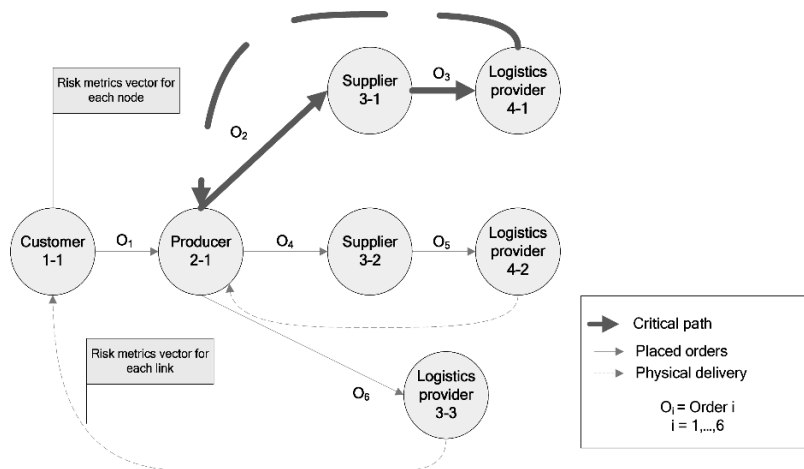 Risk metrics vector for
each node
Supplier
3-1
O3
Logistics
provider
4-1
O2
Customer
1-1
O1
Producer
2-1
O4
Supplier
3-2
O5
Logistics
provider
4-2
Risk metrics vector for
each link
O6
Logistics
provider
3-3
Critical path
Placed orders
Physical delivery
Oi = Order i
i = 1,...,6